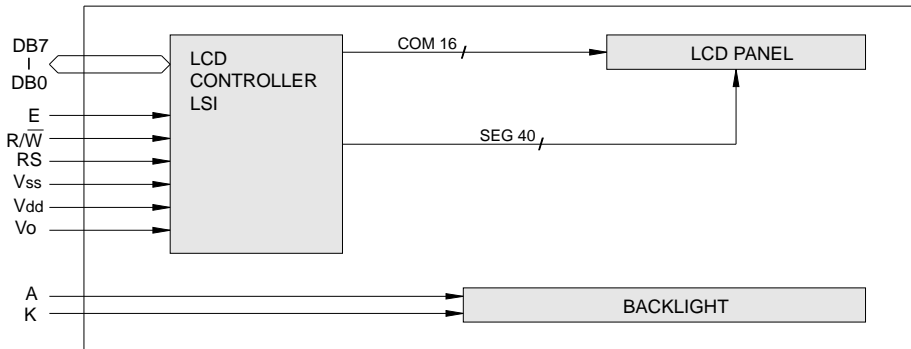 DB7
I
DB0
E
R/W̅
RS
Vss
Vdd
Vo
A
K
LCD
CONTROLLER
LSI
COM 16
SEG 40
LCD PANEL
BACKLIGHT